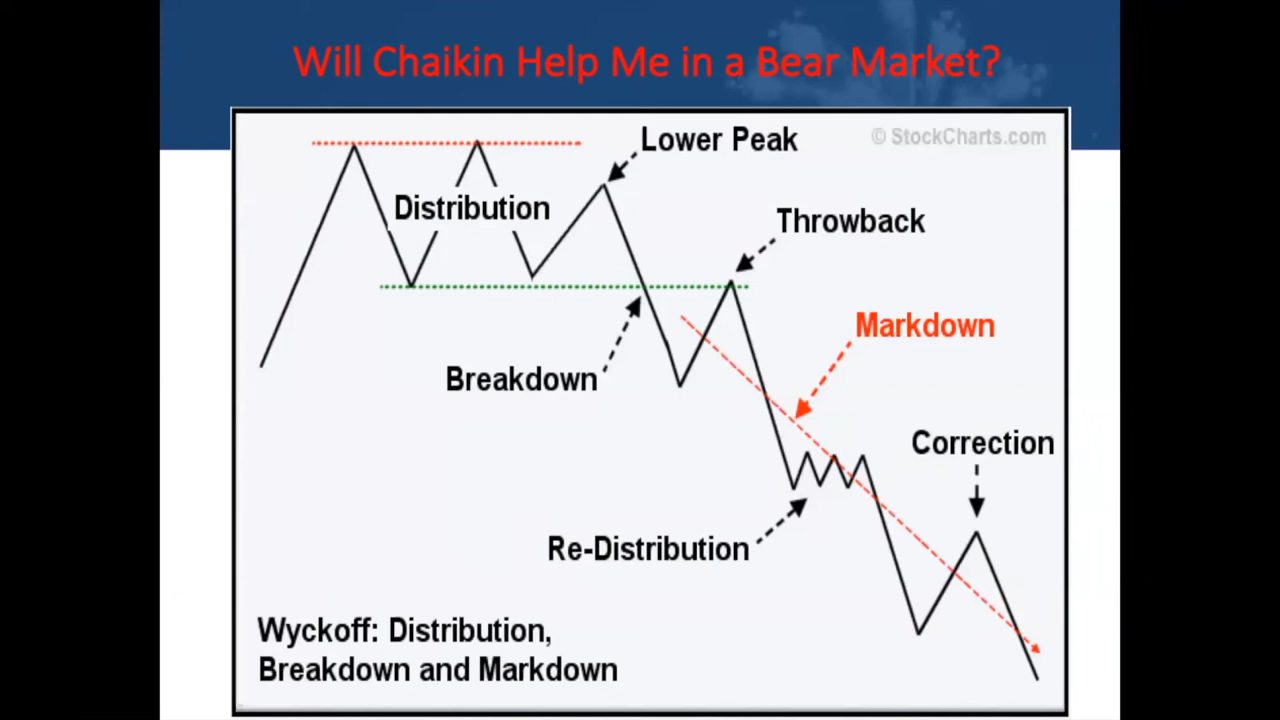 Will Chaikin Help Me in a Bear Market?
© StockCharts.com
Lower Peak
Distribution
Throwback
Markdown
Breakdown
Correction
Re-Distribution
Wyckoff: Distribution,
Breakdown and Markdown